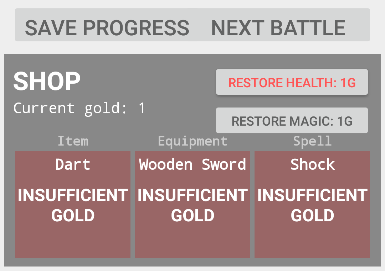 SAVE PROGRESS NEXT BATTLE
SHOP
RESTORE HEALTH: 1G
Current gold: 1
RESTORE MAGIC: 1G
Item Equipment Spell
Dart Wooden Sword Shock
INSUFFICIENT GOLD INSUFFICIENT GOLD INSUFFICIENT GOLD